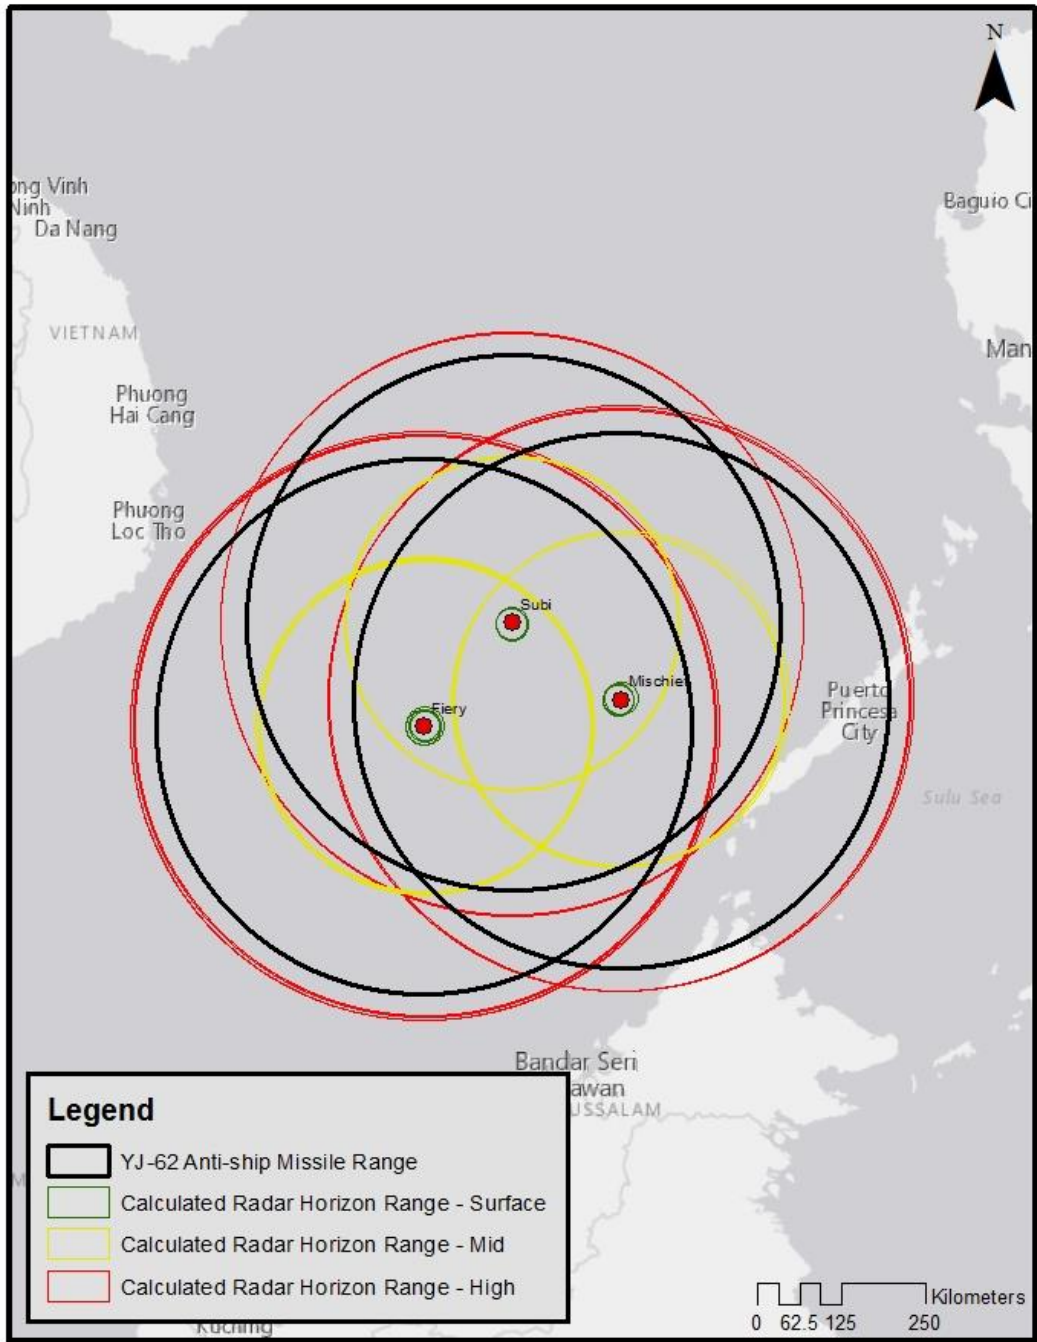 N
ong Vinh
Ninh
Da Nang
Baguio Ci
VIETNAM
Man
Phuong
Hai Cang
Phuong
Loc Tho
Subi
Mischief
Fiery
Puerto
Princesa
City
Sulu Sea
Bandar Seri
awan
USSALAM
Legend
YJ-62 Anti-ship Missile Range
Calculated Radar Horizon Range - Surface
Calculated Radar Horizon Range - Mid
Calculated Radar Horizon Range - High
M
Kuching
Kilometers
0 62.5 125 250